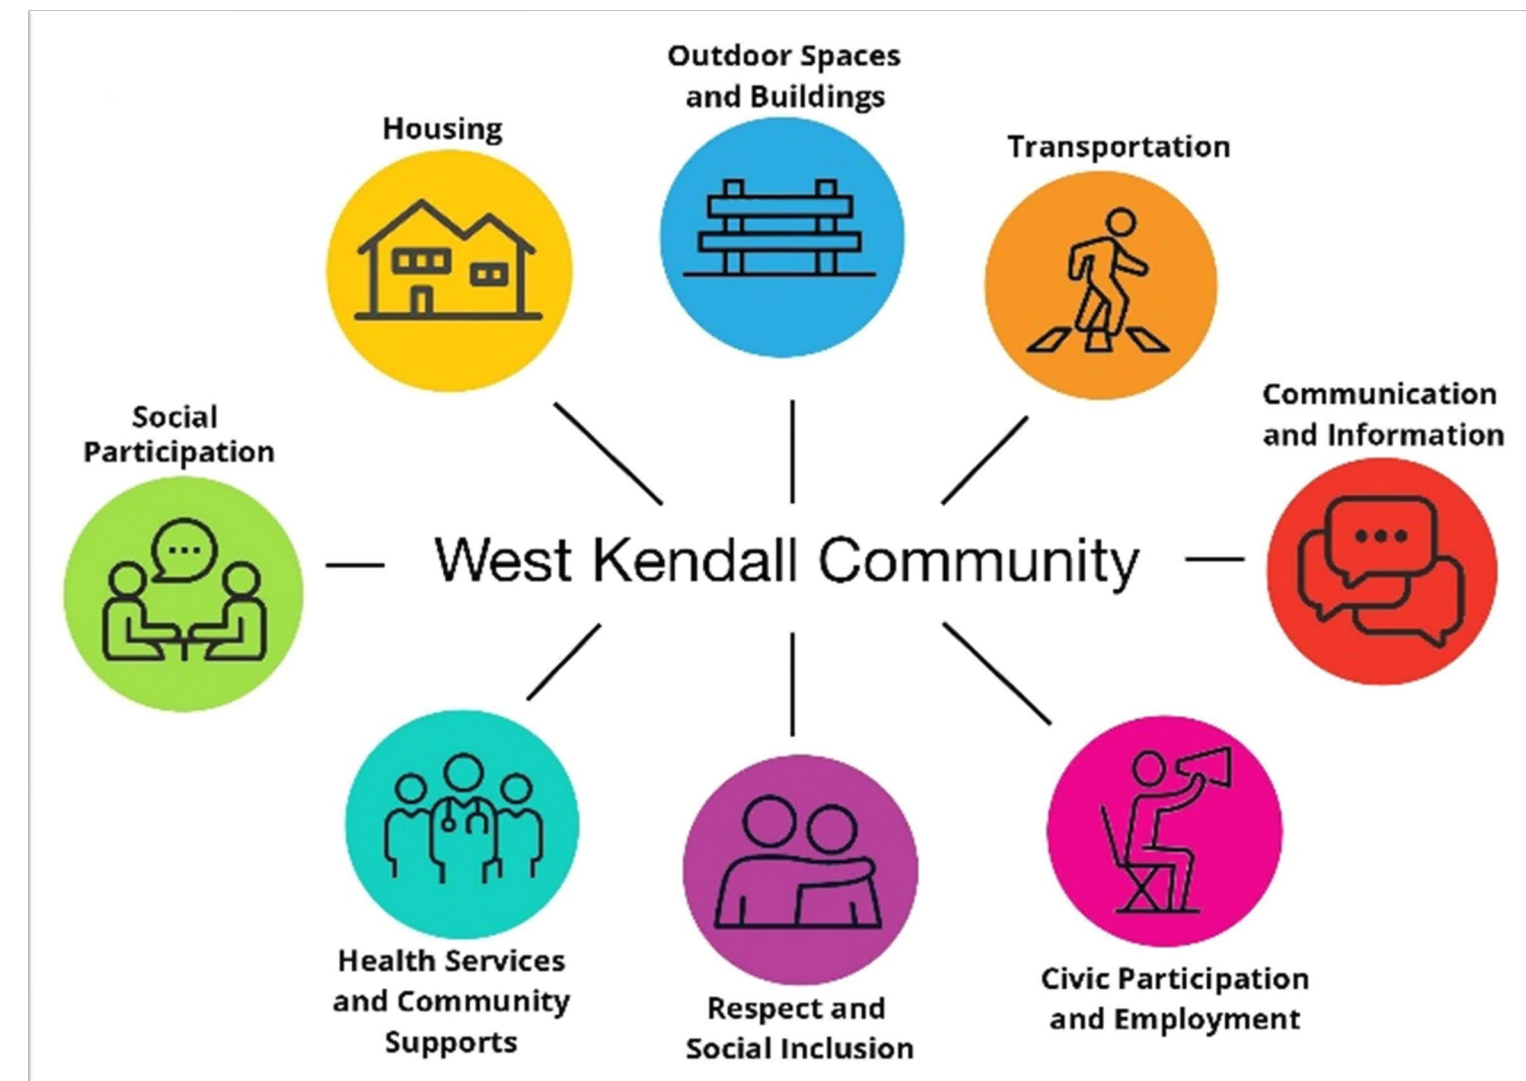 Outdoor Spaces
and Buildings
Housing
Transportation
Communication
and Information
Social
Participation
West Kendall Community
Health Services
and Community
Supports
Respect and
Social Inclusion
Civic Participation
and Employment